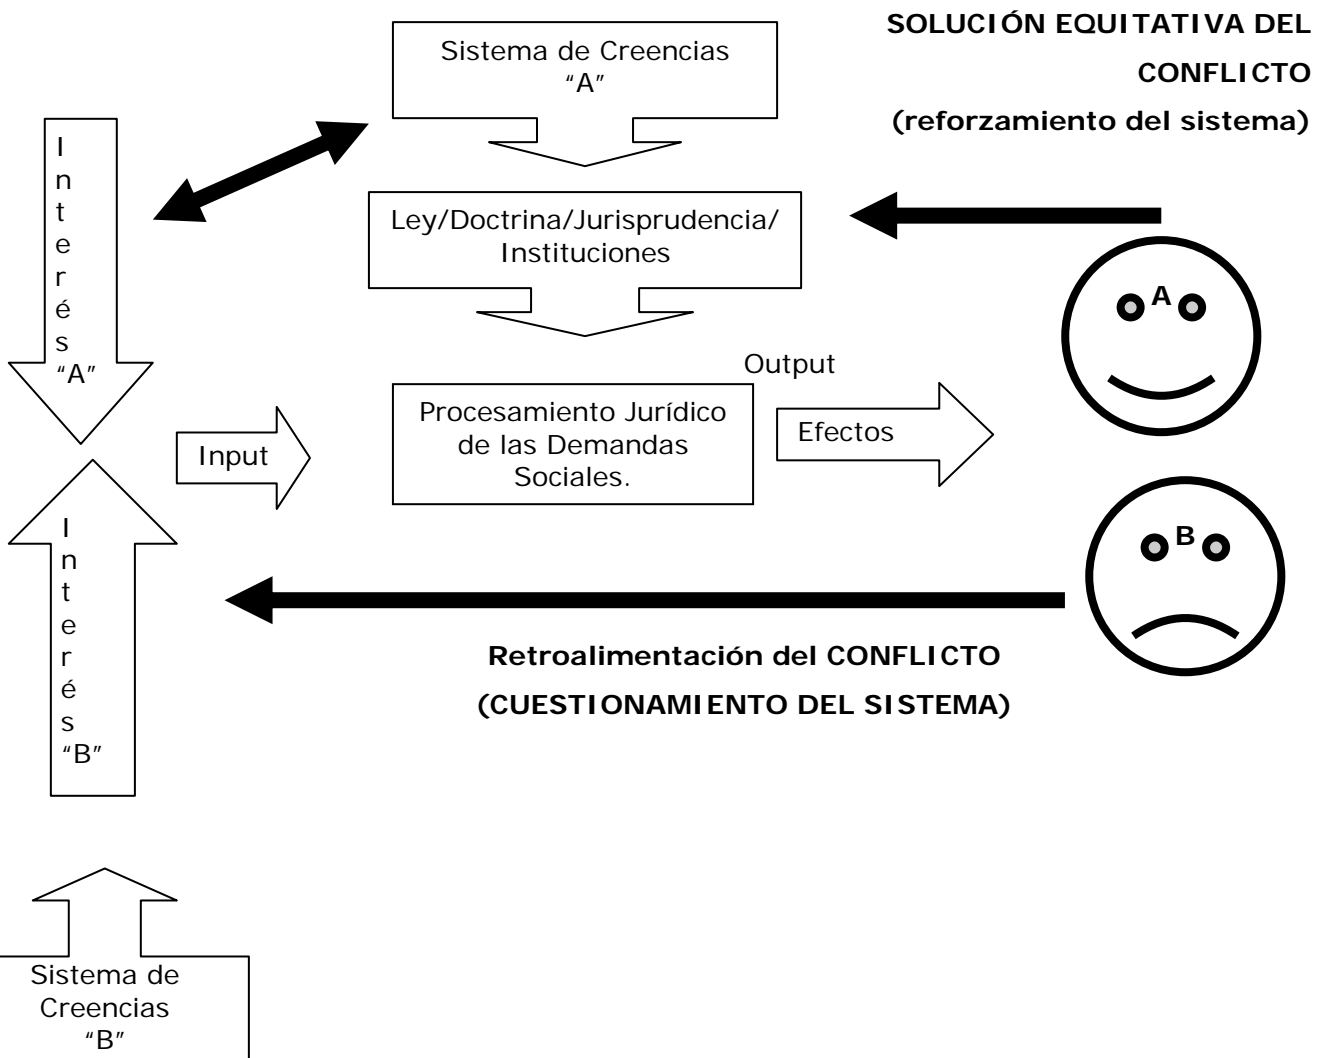 SOLUCIÓN EQUITATIVA DEL
CONFLICTO
(reforzamiento del sistema)
Sistema de Creencias
“A”
I
n
t
e
r
é
s
“A”
Ley/Doctrina/Jurisprudencia/
Instituciones
A
Output
Input
Procesamiento Jurídico
de las Demandas
Sociales.
Efectos
B
I
n
t
e
r
é
s
“B”
Retroalimentación del CONFLICTO
(CUESTIONAMIENTO DEL SISTEMA)
Sistema de
Creencias
“B”